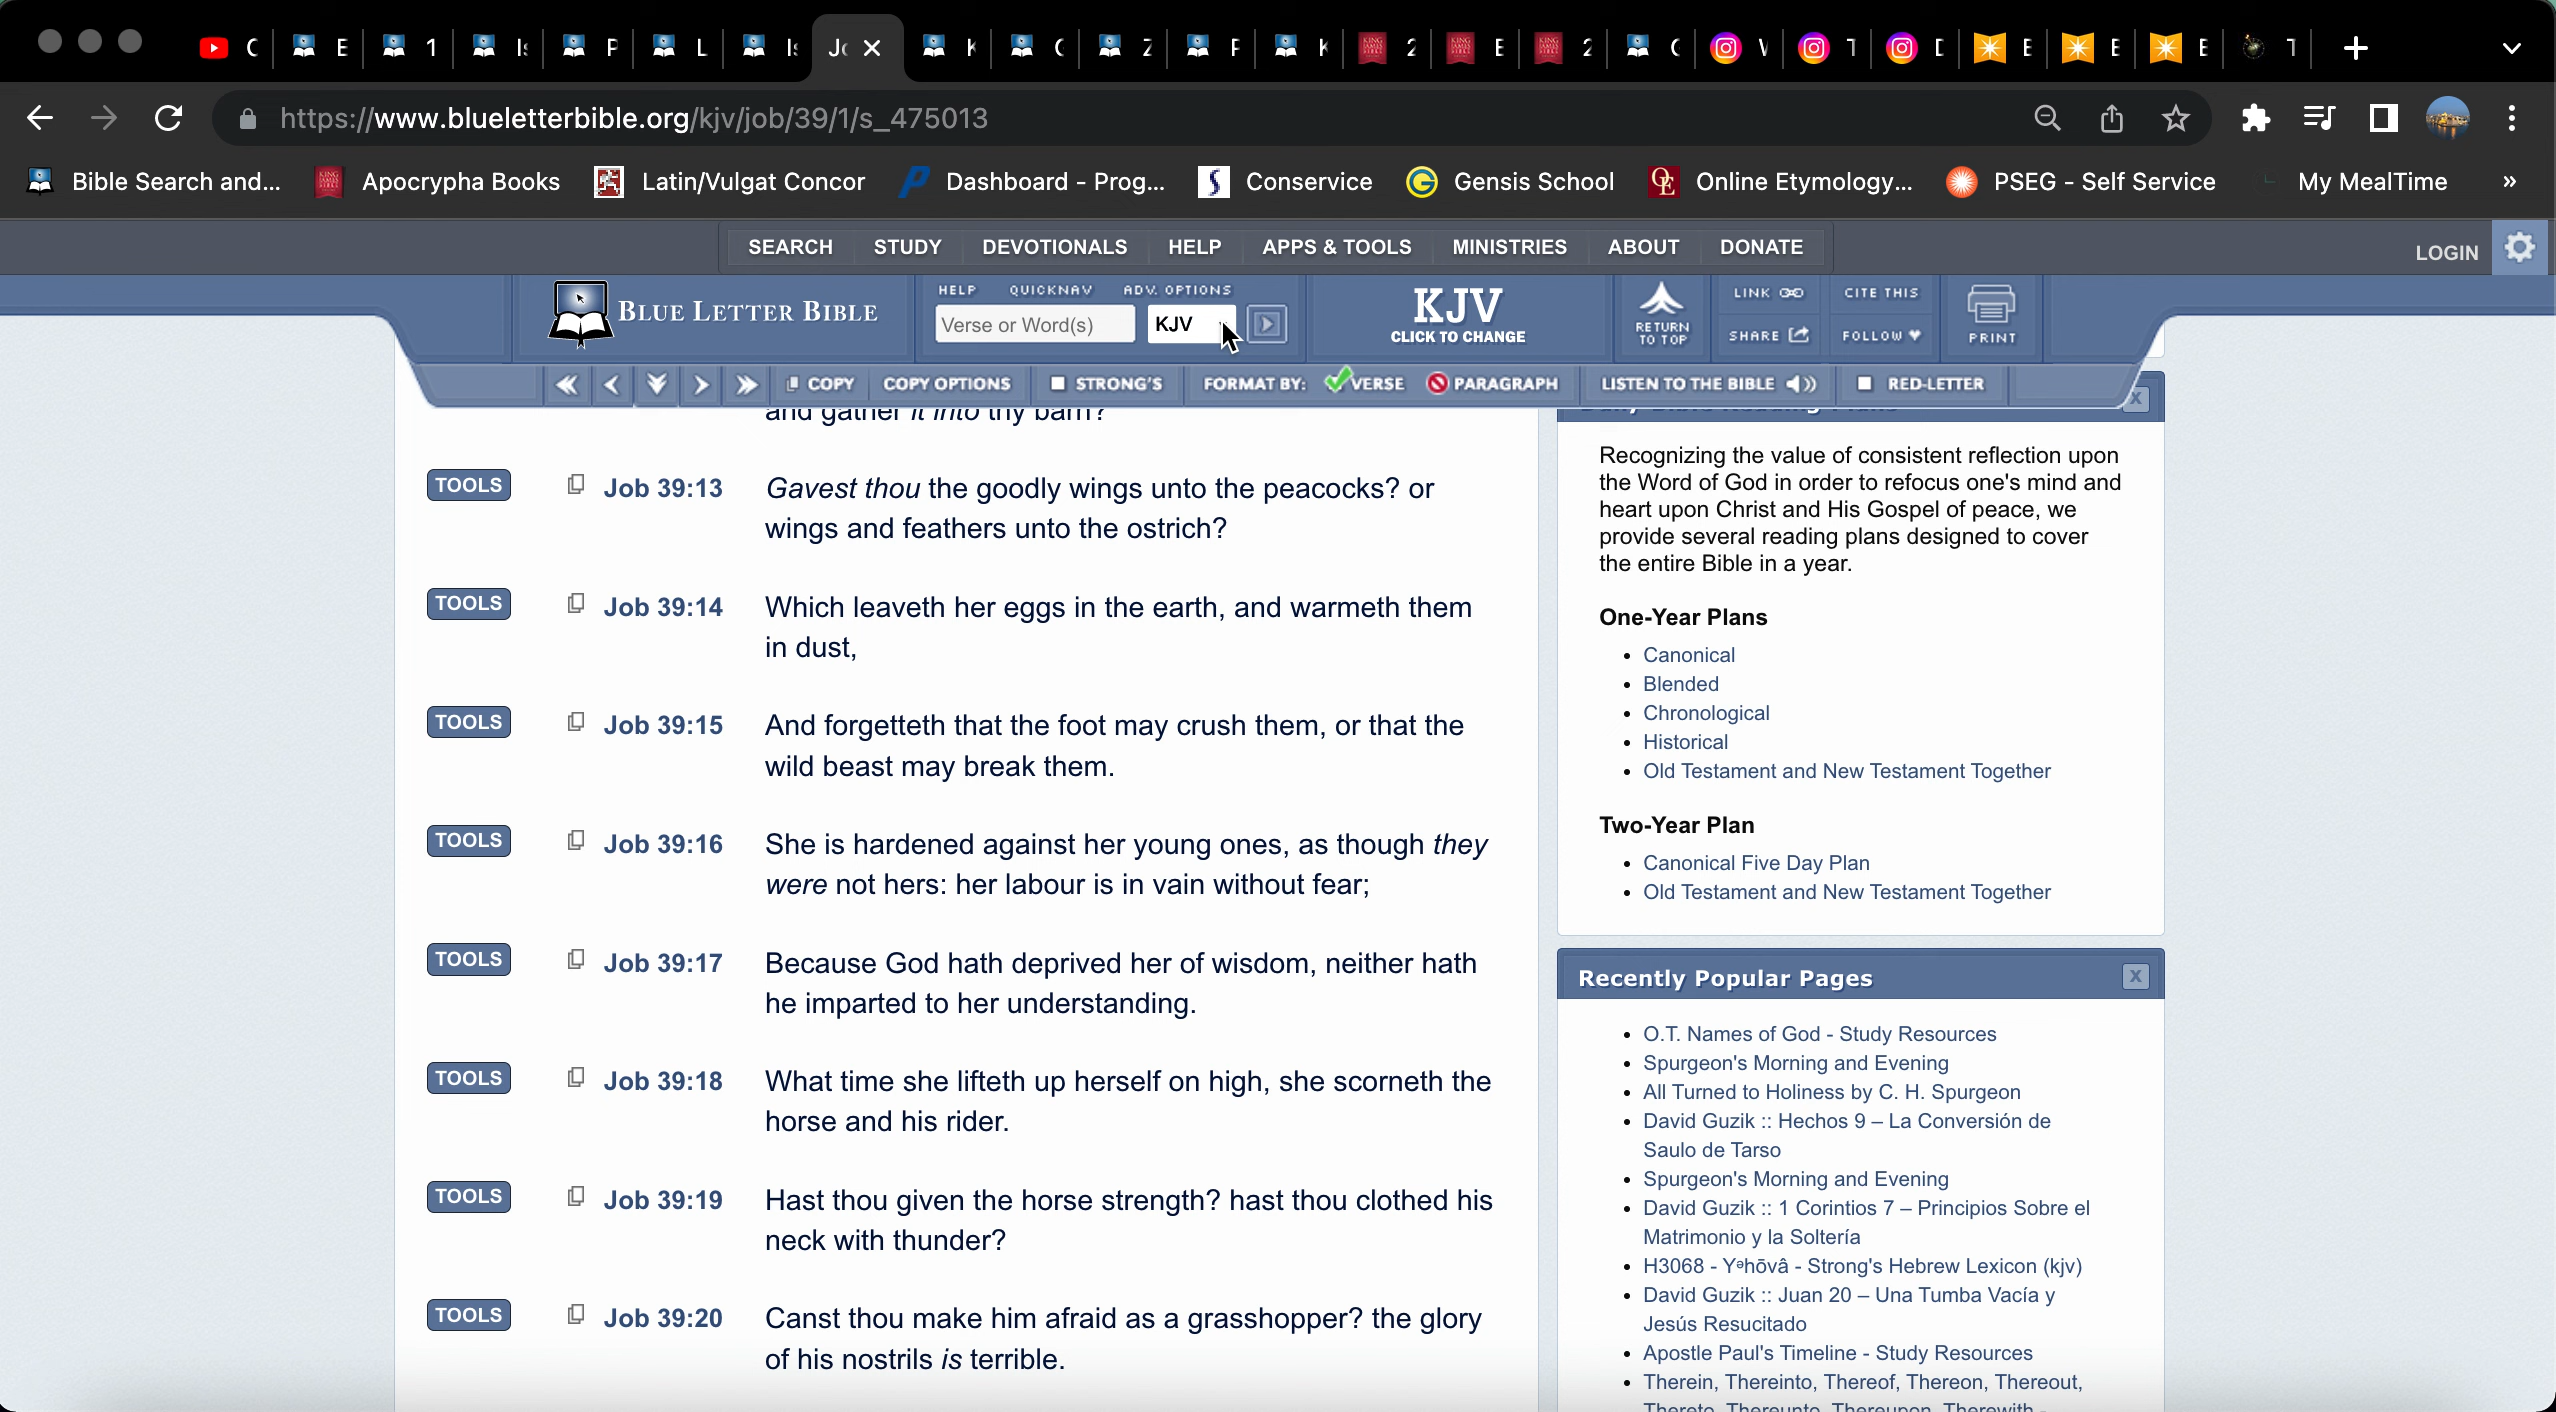 https://www.blueletterbible.org/kjv/job/39/1/s_475013
Bible Search and...
Apocrypha Books
Latin/Vulgat Concor
Dashboard - Prog...
Conservice
Gensis School
Online Etymology...
PSEG - Self Service
My MealTime
»
SEARCH STUDY DEVOTIONALS HELP APPS & TOOLS MINISTRIES ABOUT DONATE
LOGIN
BLUE LETTER BIBLE
HELP QUICKNAV ADV. OPTIONS
Verse or Word(s)
KJV
KJV
CLICK TO CHANGE
RETURN
TO TOP
LINK
SHARE
CITE THIS
FOLLOW
PRINT
COPY
COPY OPTIONS
STRONG'S
FORMAT BY: VERSE PARAGRAPH
LISTEN TO THE BIBLE
RED-LETTER
and gather it into thy barn?
TOOLS Job 39:13 Gavest thou the goodly wings unto the peacocks? or
wings and feathers unto the ostrich?
TOOLS Job 39:14 Which leaveth her eggs in the earth, and warmeth them
in dust,
TOOLS Job 39:15 And forgetteth that the foot may crush them, or that the
wild beast may break them.
TOOLS Job 39:16 She is hardened against her young ones, as though they
were not hers: her labour is in vain without fear;
TOOLS Job 39:17 Because God hath deprived her of wisdom, neither hath
he imparted to her understanding.
TOOLS Job 39:18 What time she lifteth up herself on high, she scorneth the
horse and his rider.
TOOLS Job 39:19 Hast thou given the horse strength? hast thou clothed his
neck with thunder?
TOOLS Job 39:20 Canst thou make him afraid as a grasshopper? the glory
of his nostrils is terrible.
Recognizing the value of consistent reflection upon
the Word of God in order to refocus one's mind and
heart upon Christ and His Gospel of peace, we
provide several reading plans designed to cover
the entire Bible in a year.
One-Year Plans
• Canonical
• Blended
• Chronological
• Historical
• Old Testament and New Testament Together
Two-Year Plan
• Canonical Five Day Plan
• Old Testament and New Testament Together
Recently Popular Pages
• O.T. Names of God - Study Resources
• Spurgeon's Morning and Evening
• All Turned to Holiness by C. H. Spurgeon
• David Guzik :: Hechos 9 – La Conversión de
Saulo de Tarso
• Spurgeon's Morning and Evening
• David Guzik :: 1 Corintios 7 – Principios Sobre el
Matrimonio y la Soltería
• H3068 - Yᵊhōvâ - Strong's Hebrew Lexicon (kjv)
• David Guzik :: Juan 20 – Una Tumba Vacía y
Jesús Resucitado
• Apostle Paul's Timeline - Study Resources
• Therein, Thereinto, Thereof, Thereon, Thereout,
Thereto, Thereunto, Thereupon, Therewith -